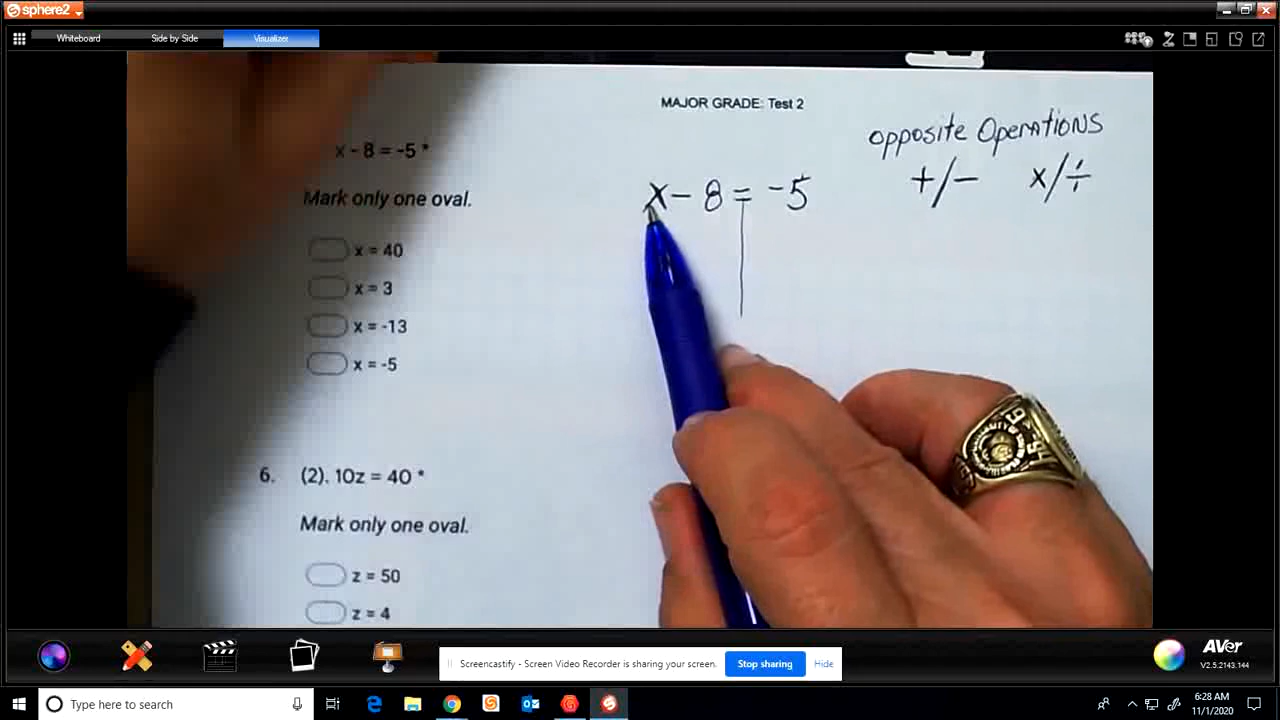 sphere2
Whiteboard
Side by Side
Visualizer
MAJOR GRADE: Test 2
opposite Operations
+/− x/÷
x - 8 = -5 *
x − 8 = -5
Mark only one oval.
x = 40
x = 3
x = -13
x = -5
6. (2). 10z = 40 *
Mark only one oval.
z = 50
z = 4
Screencastify - Screen Video Recorder is sharing your screen.
Stop sharing
Hide
AVer
V2.5.2143.144
Type here to search
6:28 AM
11/1/2020